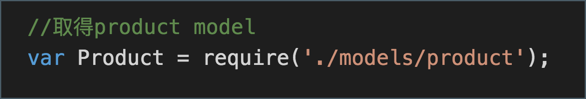 //取得product model
var Product = require('./models/product');